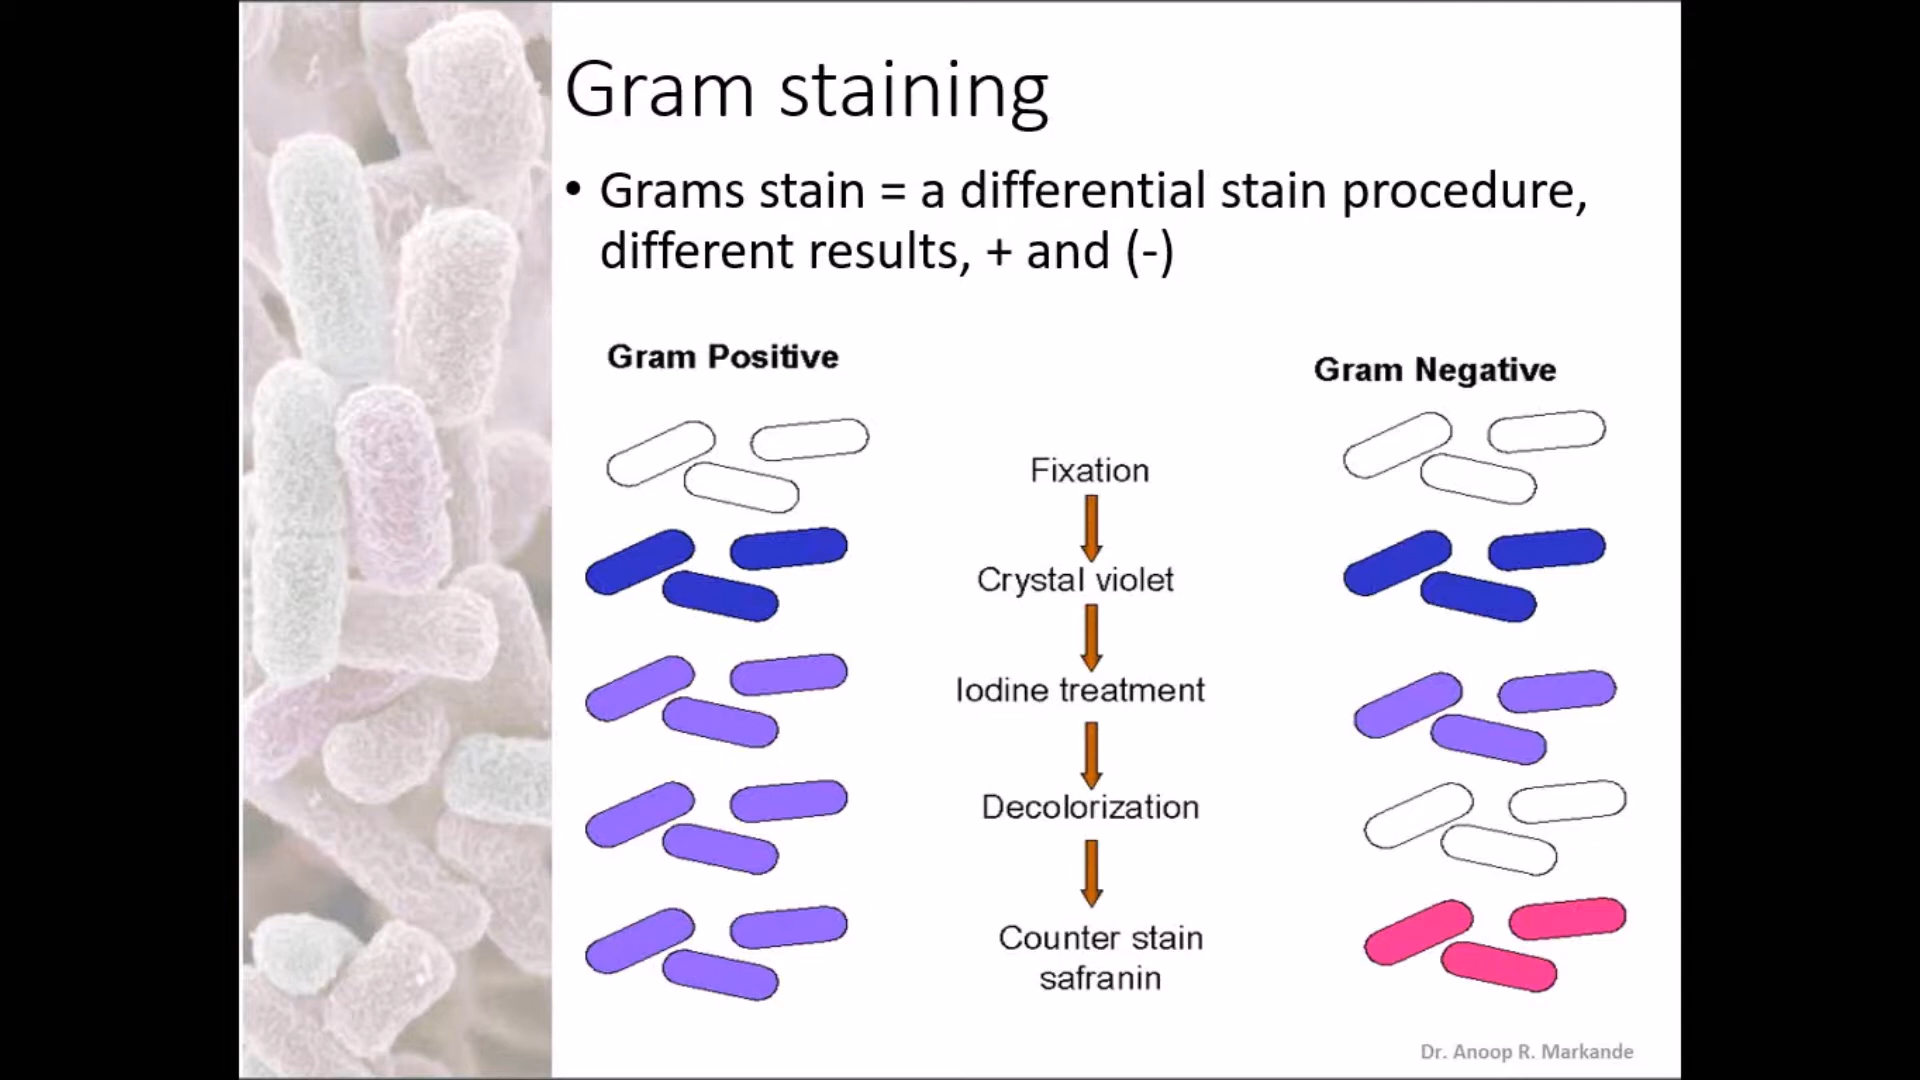 Gram staining
• Grams stain = a differential stain procedure,
different results, + and (-)
Gram Positive
Gram Negative
Fixation
Crystal violet
Iodine treatment
Decolorization
Counter stain
safranin
Dr. Anoop R. Markande